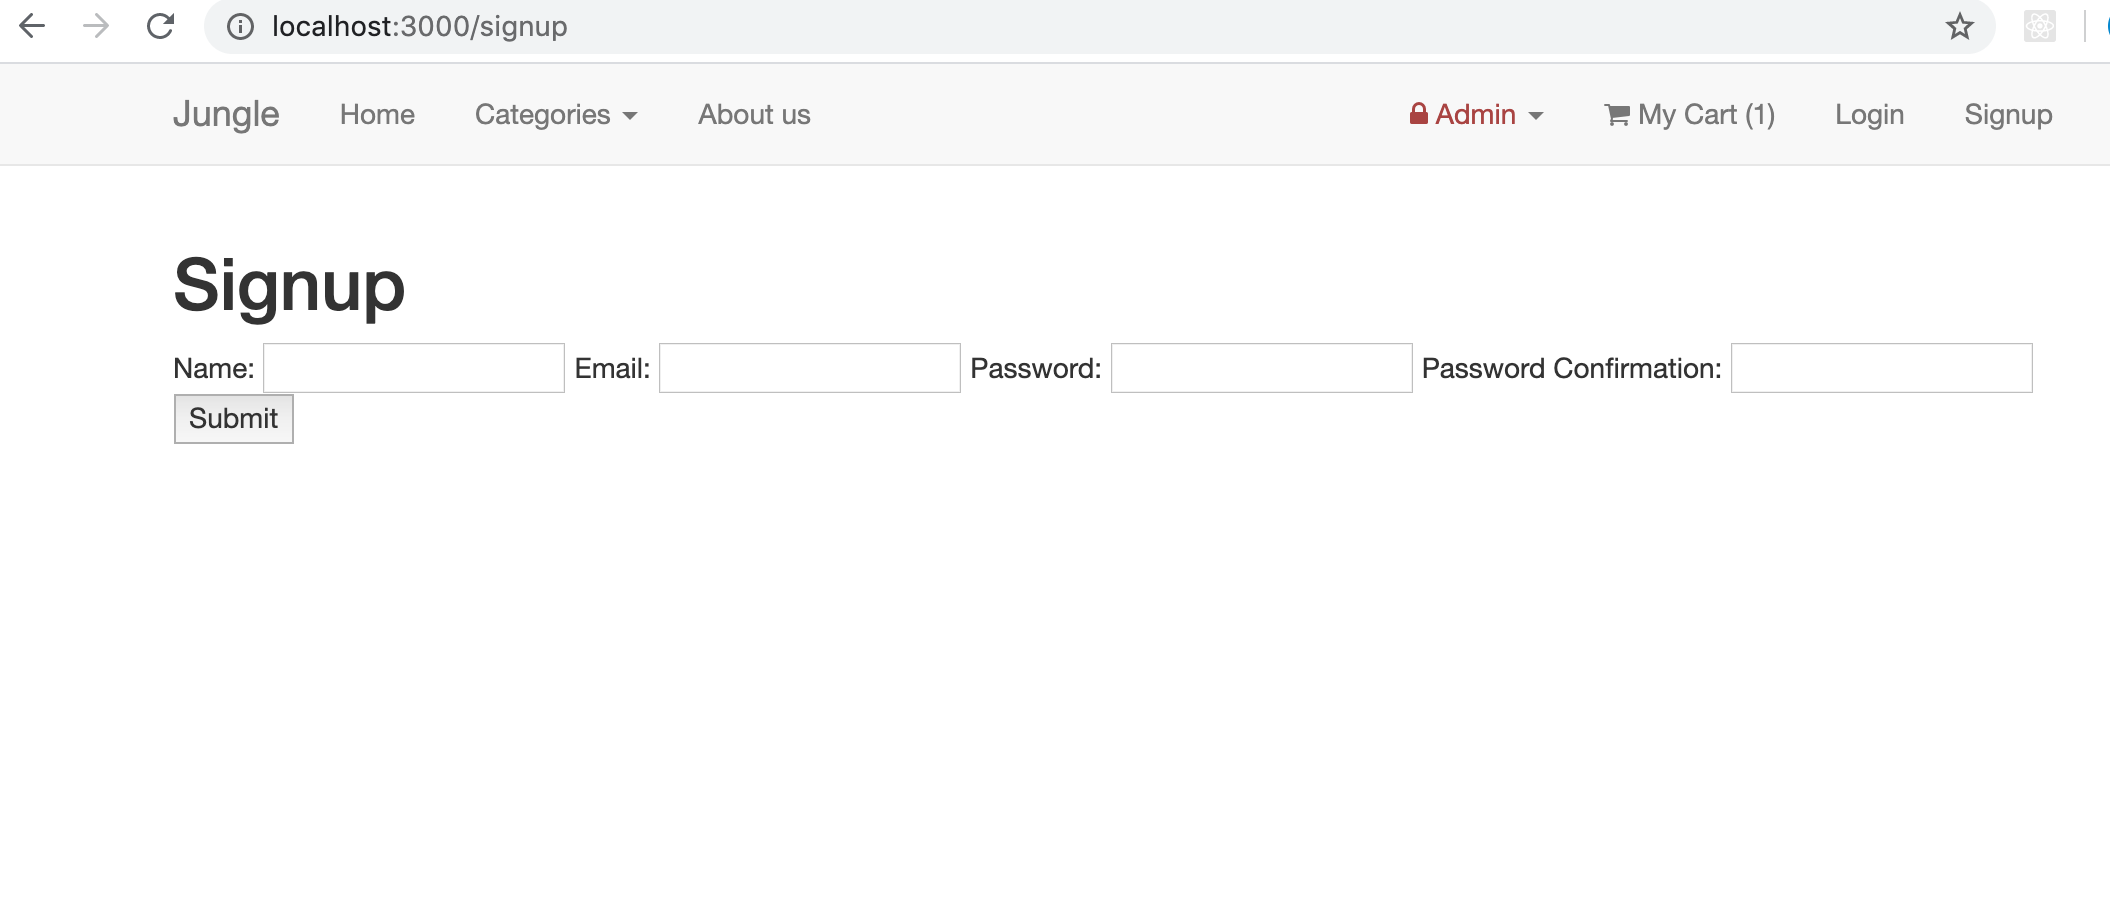 localhost:3000/signup
Jungle Home Categories About us Admin My Cart (1) Login Signup
Signup
Name: Email: Password: Password Confirmation:
Submit